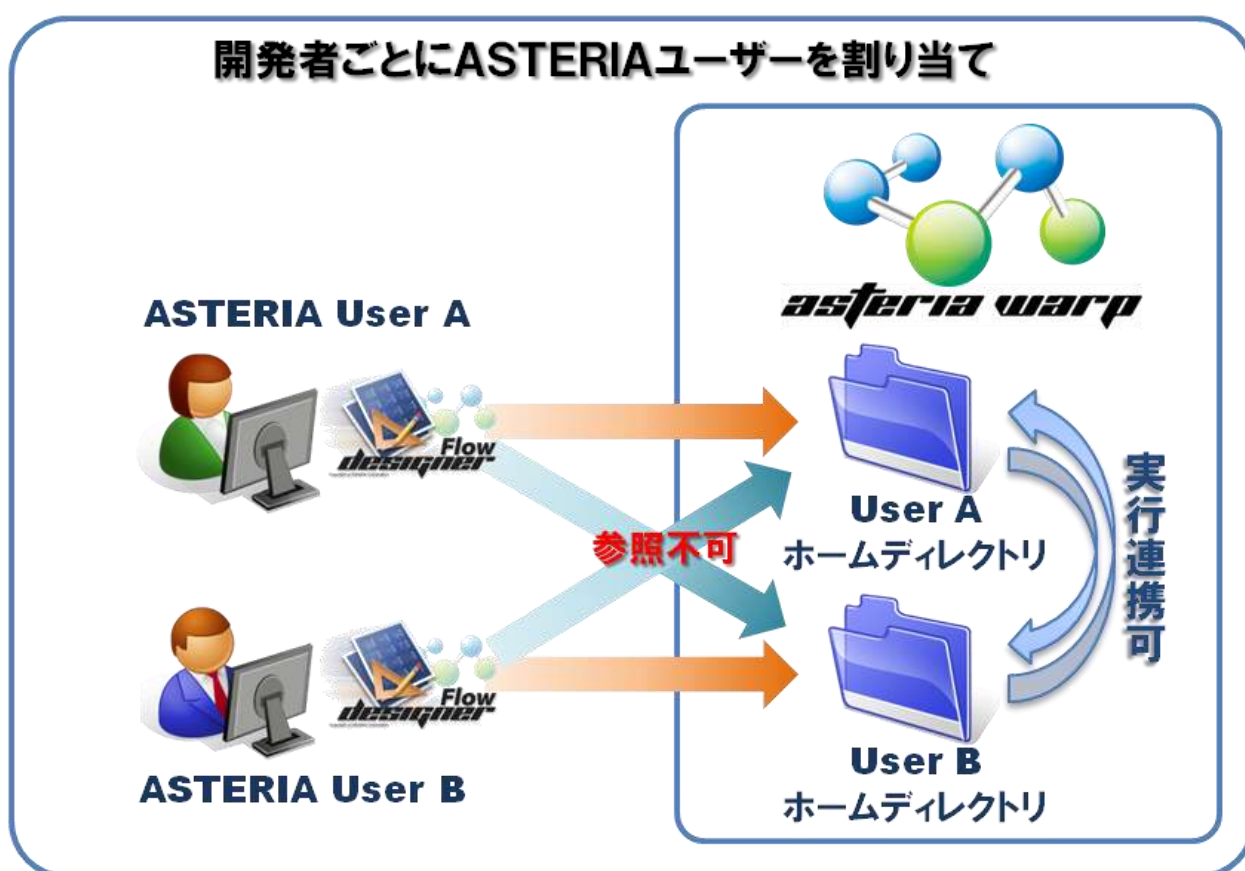 開発者ごとにASTERIAユーザーを割り当て
asteria warp
ASTERIA User A
Flow
designer
User A
ホームディレクトリ
参照不可
実行連携可
Flow
designer
ASTERIA User B
User B
ホームディレクトリ